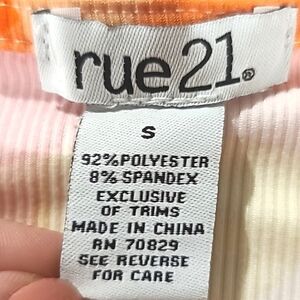 rue21®
S
92% POLYESTER
8% SPANDEX
EXCLUSIVE
OF TRIMS
MADE IN CHINA
RN 70829
SEE REVERSE
FOR CARE